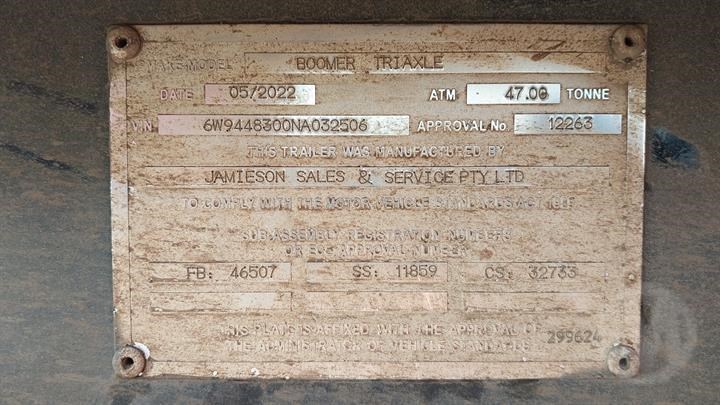 MAKE-MODEL BOOMER TRIAXLE
DATE 05/2022 ATM 47.00 TONNE
VIN 6W9448300NA032506 APPROVAL No. 12263
THIS TRAILER WAS MANUFACTURED BY
JAMIESON SALES & SERVICE PTY LTD
TO COMPLY WITH THE MOTOR VEHICLE STANDARDS ACT 1989
SUB-ASSEMBLY REGISTRATION NUMBERS
OR ECE APPROVAL NUMBER
FB: 46507 SS: 11859 CS: 32733
THIS PLATE IS AFFIXED WITH THE APPROVAL OF
THE ADMINISTRATOR OF VEHICLE STANDARDS 299624